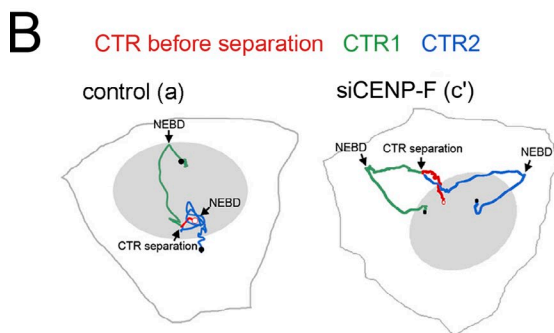 B
CTR before separation CTR1 CTR2
control (a)
siCENP-F (c')
NEBD
NEBD
CTR separation
NEBD
CTR separation
NEBD